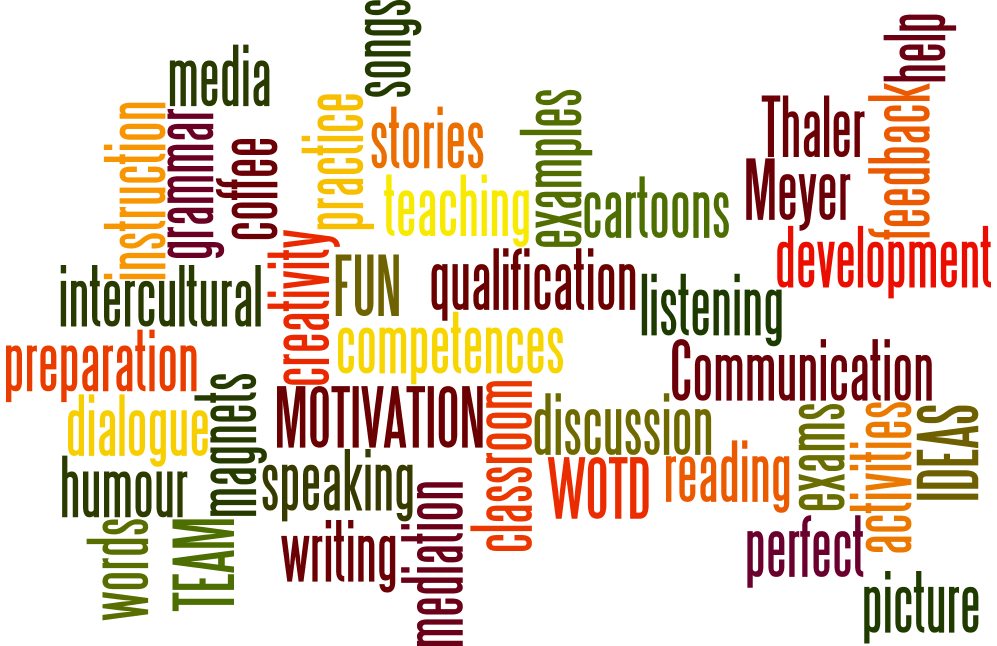 songs
help
media
instruction
grammar
coffee
practice
stories
examples
Thaler
feedback
teaching
cartoons
Meyer
development
intercultural
creativity
FUN
qualification
listening
preparation
competences
Communication
dialogue
magnets
MOTIVATION
classroom
discussion
exams
activities
IDEAS
humour
speaking
WOTD
reading
words
TEAM
writing
mediation
perfect
picture